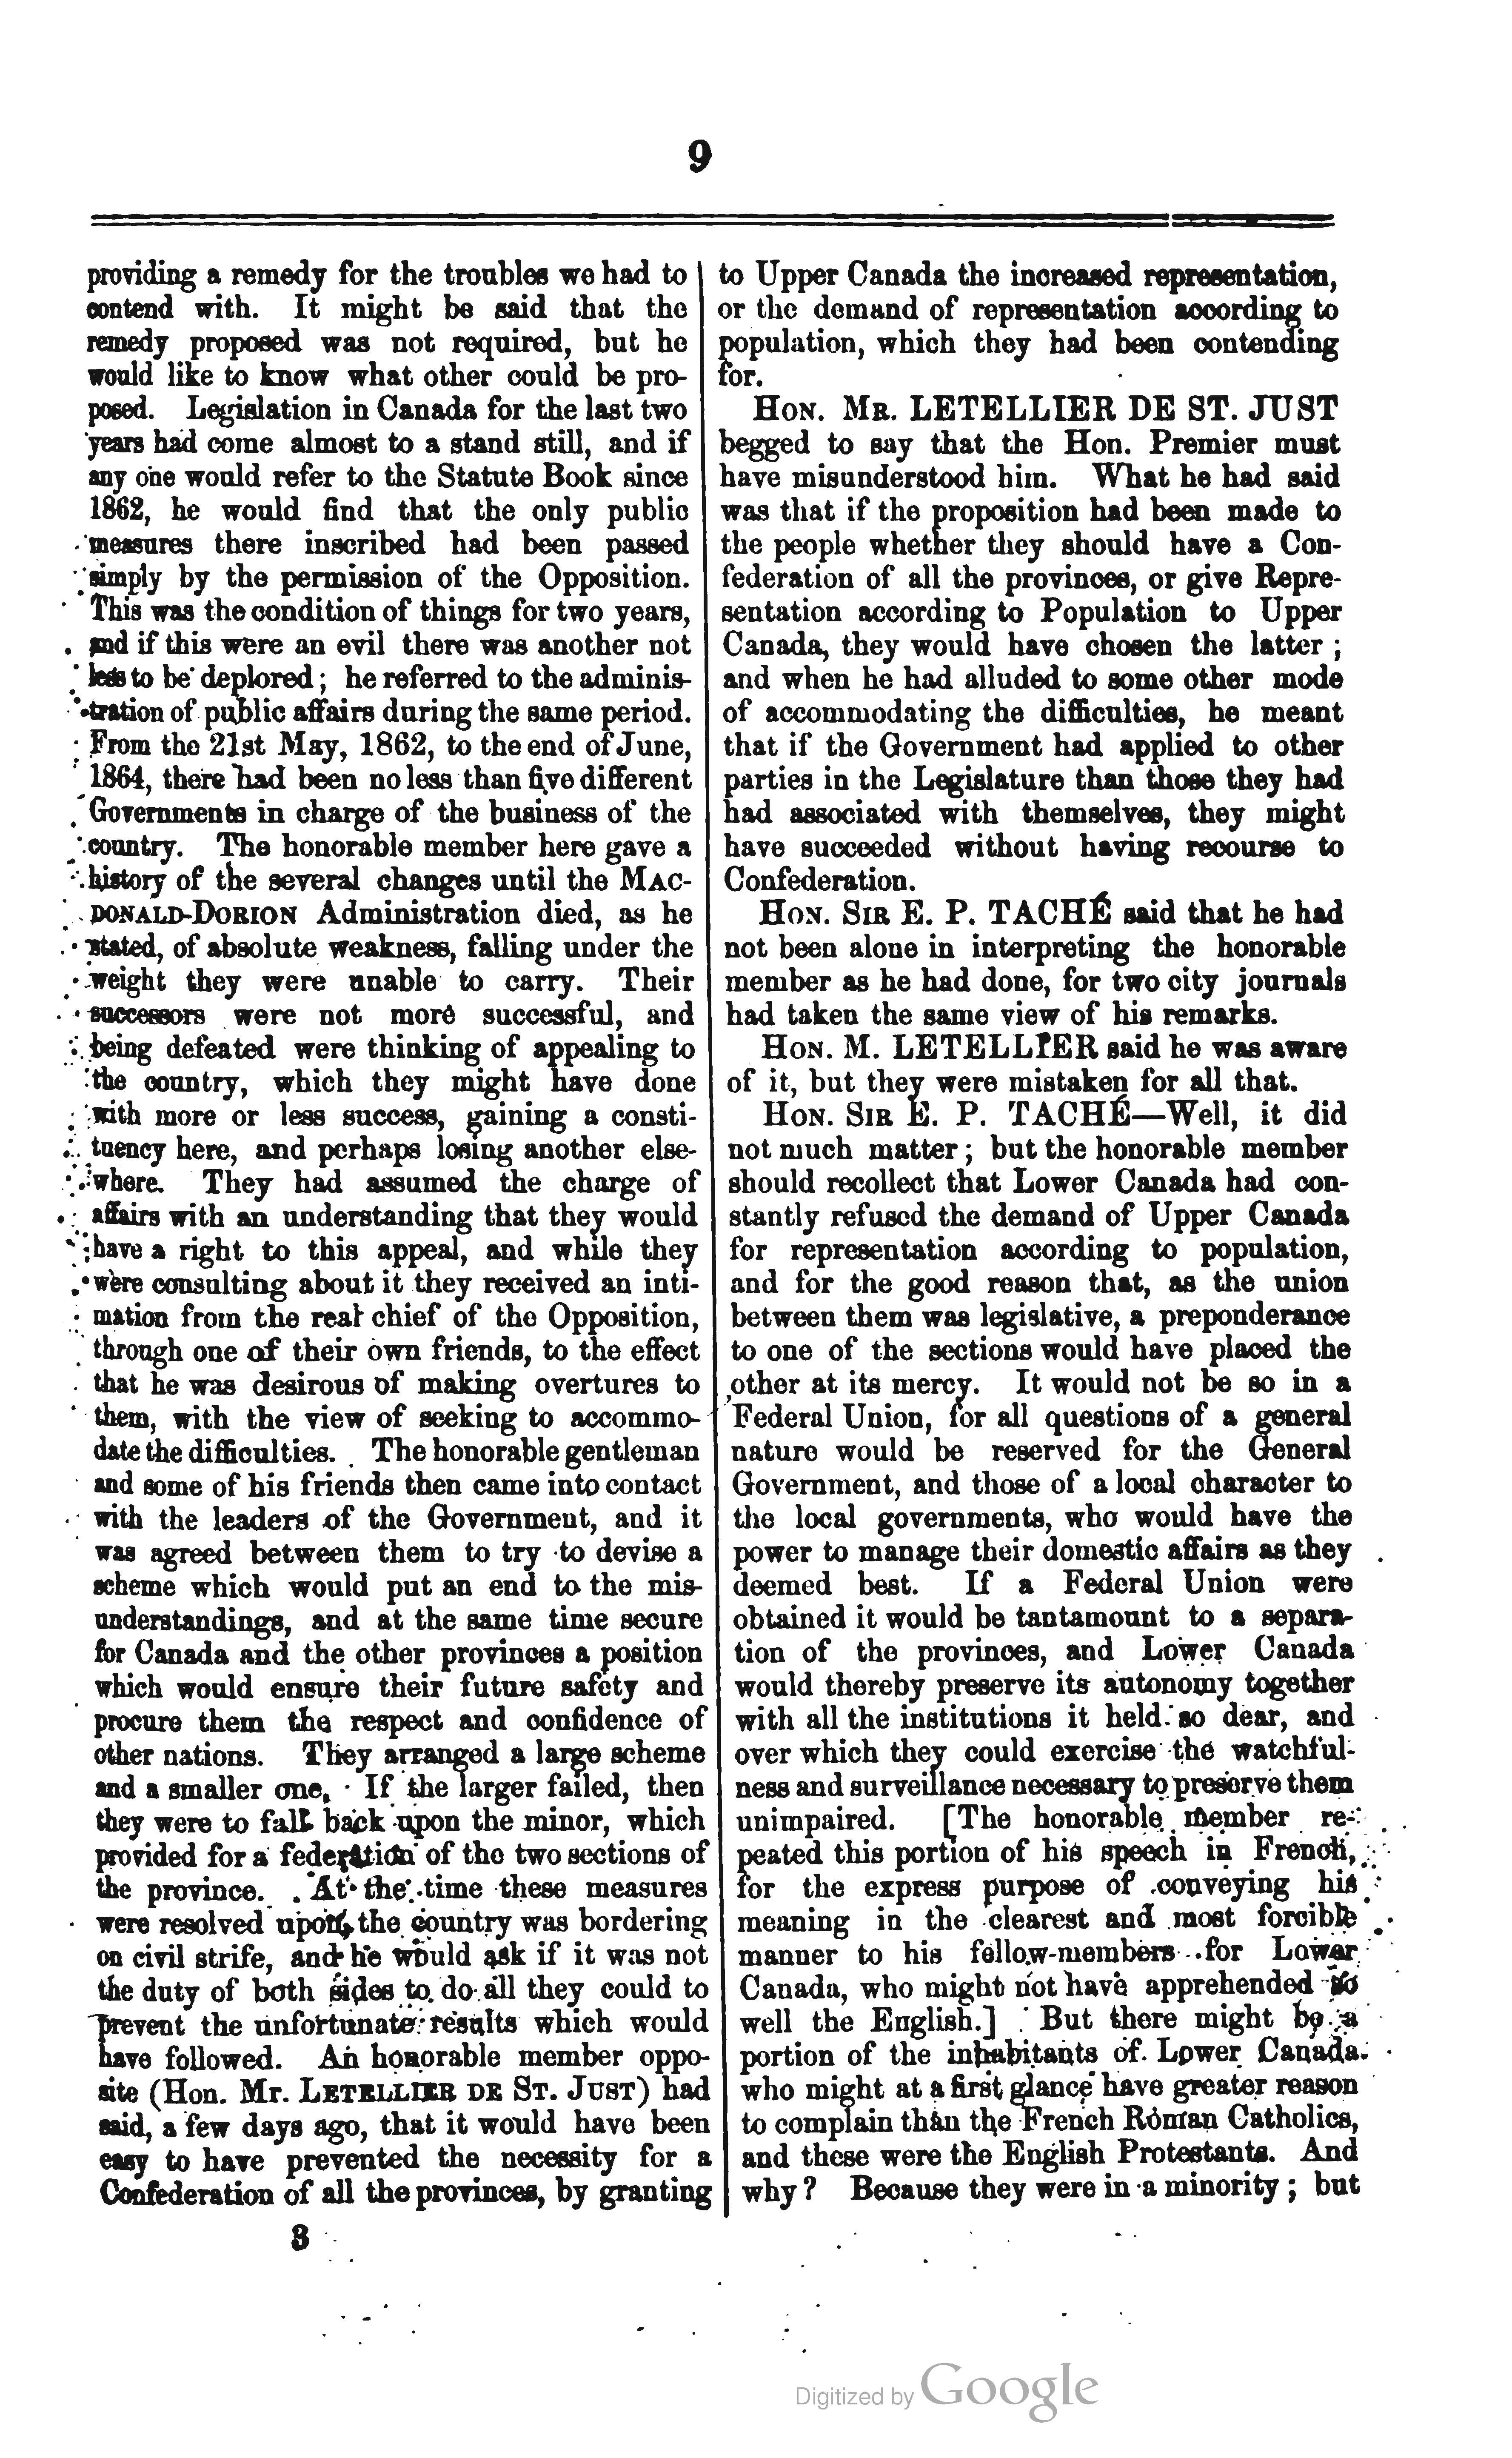 9
providing a remedy for the troubles we had to
contend with. It might be said that the
remedy proposed was not required, but he
would like to know what other could be pro-
posed. Legislation in Canada for the last two
years had come almost to a stand still, and if
any one would refer to the Statute Book since
1862, he would find that the only public
measures there inscribed had been passed
simply by the permission of the Opposition.
This was the condition of things for two years,
and if this were an evil there was another not
less to be deplored; he referred to the adminis-
tration of public affairs during the same period.
From the 21st May, 1862, to the end of June,
1864, there had been no less than five different
Governments in charge of the business of the
country. The honorable member here gave a
history of the several changes until the MAC-
DONALD-DORION Administration died, as he
stated, of absolute weakness, falling under the
weight they were unable to carry. Their
successors were not more successful, and
being defeated were thinking of appealing to
the country, which they might have done
with more or less success, gaining a consti-
tuency here, and perhaps losing another else-
where. They had assumed the charge of
affairs with an understanding that they would
have a right to this appeal, and while they
were consulting about it they received an inti-
mation from the real chief of the Opposition,
through one of their own friends, to the effect
that he was desirous of making overtures to
them, with the view of seeking to accommo-
date the difficulties. The honorable gentleman
and some of his friends then came into contact
with the leaders of the Government, and it
was agreed between them to try to devise a
scheme which would put an end to the mis-
understandings, and at the same time secure
for Canada and the other provinces a position
which would ensure their future safety and
procure them the respect and confidence of
other nations. They arranged a large scheme
and a smaller one. If the larger failed, then
they were to fall back upon the minor, which
provided for a federation of the two sections of
the province. At the time these measures
were resolved upon, the country was bordering
on civil strife, and he would ask if it was not
the duty of both sides to do all they could to
prevent the unfortunate results which would
have followed. An honorable member oppo-
site (Hon. Mr. LETELLIER DE ST. JUST) had
said, a few days ago, that it would have been
easy to have prevented the necessity for a
Confederation of all the provinces, by granting
3
to Upper Canada the increased representation,
or the demand of representation according to
population, which they had been contending
for.
HON. MR. LETELLIER DE ST. JUST
begged to say that the Hon. Premier must
have misunderstood him. What he had said
was that if the proposition had been made to
the people whether they should have a Con-
federation of all the provinces, or give Repre-
sentation according to Population to Upper
Canada, they would have chosen the latter;
and when he had alluded to some other mode
of accommodating the difficulties, he meant
that if the Government had applied to other
parties in the Legislature than those they had
had associated with themselves, they might
have succeeded without having recourse to
Confederation.
HON. SIR E. P. TACHÉ said that he had
not been alone in interpreting the honorable
member as he had done, for two city journals
had taken the same view of his remarks.
HON. M. LETELLIER said he was aware
of it, but they were mistaken for all that.
HON. SIR E. P. TACHÉ—Well, it did
not much matter; but the honorable member
should recollect that Lower Canada had con-
stantly refused the demand of Upper Canada
for representation according to population,
and for the good reason that, as the union
between them was legislative, a preponderance
to one of the sections would have placed the
other at its mercy. It would not be so in a
Federal Union, for all questions of a general
nature would be reserved for the General
Government, and those of a local character to
the local governments, who would have the
power to manage their domestic affairs as they
deemed best. If a Federal Union were
obtained it would be tantamount to a separa-
tion of the provinces, and Lower Canada
would thereby preserve its autonomy together
with all the institutions it held so dear, and
over which they could exercise the watchful-
ness and surveillance necessary to preserve them
unimpaired. [The honorable member re-
peated this portion of his speech in French,
for the express purpose of conveying his
meaning in the clearest and most forcible
manner to his fellow-members for Lower
Canada, who might not have apprehended so
well the English.] But there might be a
portion of the inhabitants of Lower Canada
who might at a first glance have greater reason
to complain than the French Roman Catholics,
and these were the English Protestants. And
why? Because they were in a minority; but
Digitized by Google